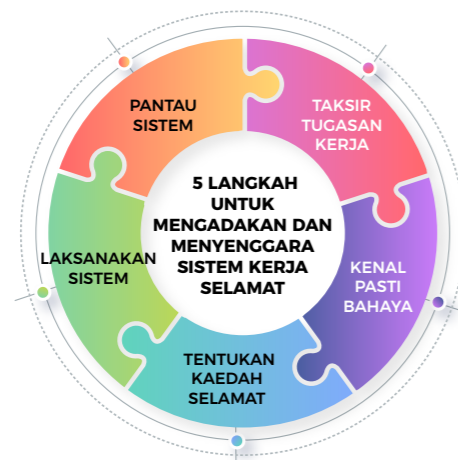 5 LANGKAH
UNTUK
MENGADAKAN DAN
MENYENGGARA
SISTEM KERJA
SELAMAT
TAKSIR
TUGASAN
KERJA
KENAL
PASTI
BAHAYA
TENTUKAN
KAEDAH
SELAMAT
LAKSANAKAN
SISTEM
PANTAU
SISTEM